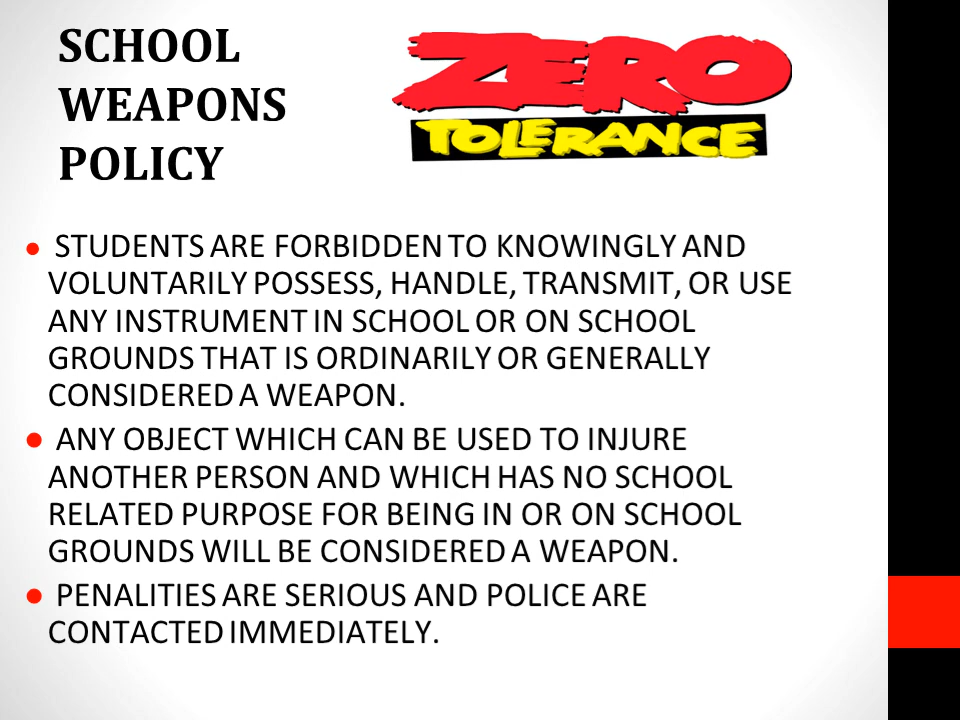 SCHOOL
WEAPONS
POLICY
ZERO
TOLERANCE
● STUDENTS ARE FORBIDDEN TO KNOWINGLY AND
VOLUNTARILY POSSESS, HANDLE, TRANSMIT, OR USE
ANY INSTRUMENT IN SCHOOL OR ON SCHOOL
GROUNDS THAT IS ORDINARILY OR GENERALLY
CONSIDERED A WEAPON.
● ANY OBJECT WHICH CAN BE USED TO INJURE
ANOTHER PERSON AND WHICH HAS NO SCHOOL
RELATED PURPOSE FOR BEING IN OR ON SCHOOL
GROUNDS WILL BE CONSIDERED A WEAPON.
● PENALITIES ARE SERIOUS AND POLICE ARE
CONTACTED IMMEDIATELY.